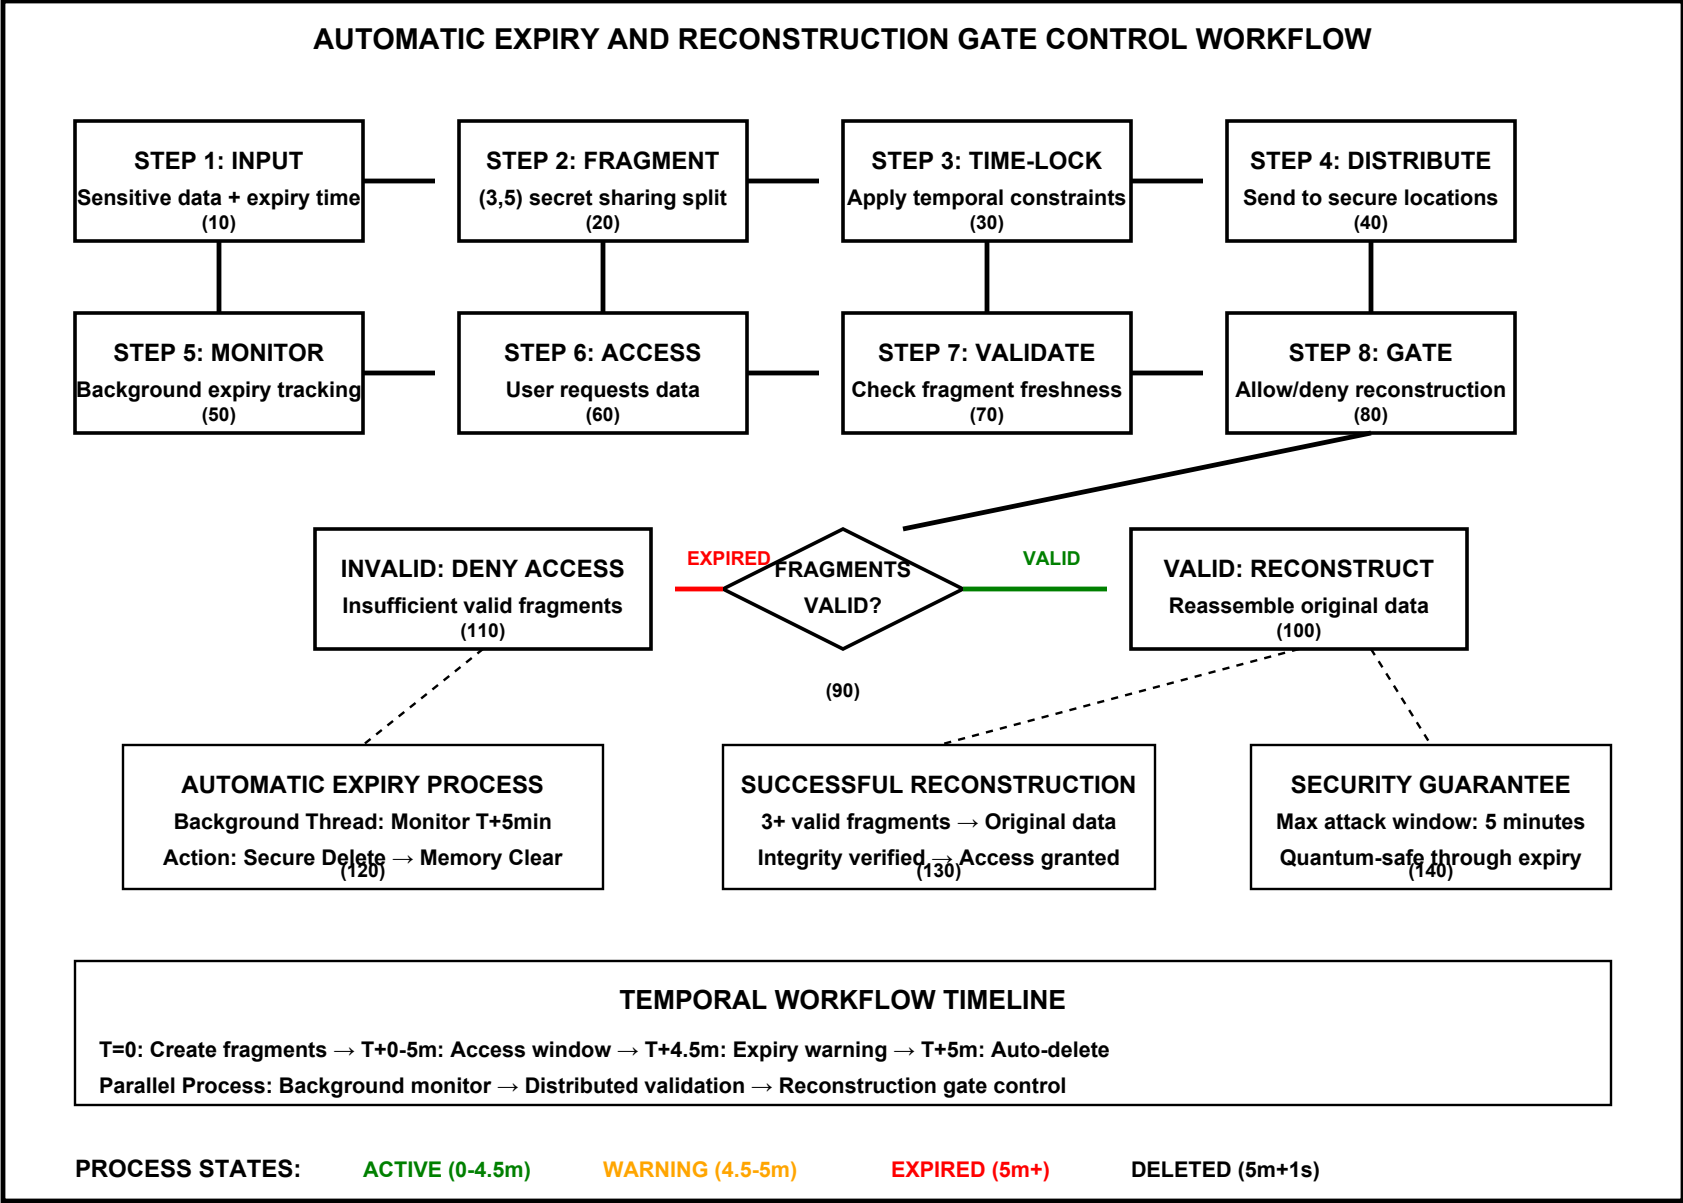 AUTOMATIC EXPIRY AND RECONSTRUCTION GATE CONTROL WORKFLOW
STEP 1: INPUT
Sensitive data + expiry time
(10)
STEP 2: FRAGMENT
(3,5) secret sharing split
(20)
STEP 3: TIME-LOCK
Apply temporal constraints
(30)
STEP 4: DISTRIBUTE
Send to secure locations
(40)
STEP 5: MONITOR
Background expiry tracking
(50)
STEP 6: ACCESS
User requests data
(60)
STEP 7: VALIDATE
Check fragment freshness
(70)
STEP 8: GATE
Allow/deny reconstruction
(80)
INVALID: DENY ACCESS
Insufficient valid fragments
(110)
EXPIRED
FRAGMENTS
VALID?
(90)
VALID
VALID: RECONSTRUCT
Reassemble original data
(100)
AUTOMATIC EXPIRY PROCESS
Background Thread: Monitor T+5min
Action: Secure Delete → Memory Clear
(120)
SUCCESSFUL RECONSTRUCTION
3+ valid fragments → Original data
Integrity verified → Access granted
(130)
SECURITY GUARANTEE
Max attack window: 5 minutes
Quantum-safe through expiry
(140)
TEMPORAL WORKFLOW TIMELINE
T=0: Create fragments → T+0-5m: Access window → T+4.5m: Expiry warning → T+5m: Auto-delete
Parallel Process: Background monitor → Distributed validation → Reconstruction gate control
PROCESS STATES: ACTIVE (0-4.5m) WARNING (4.5-5m) EXPIRED (5m+) DELETED (5m+1s)